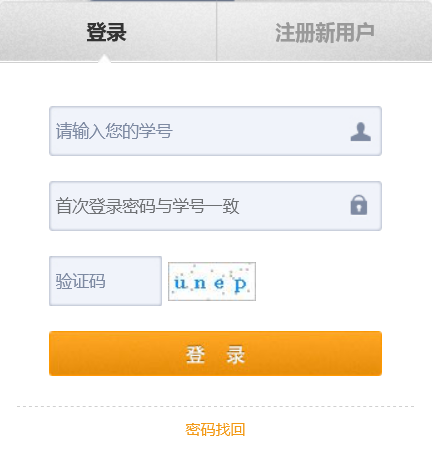 登录 注册新用户
请输入您的学号
首次登录密码与学号一致
验证码 unep
登 录
密码找回